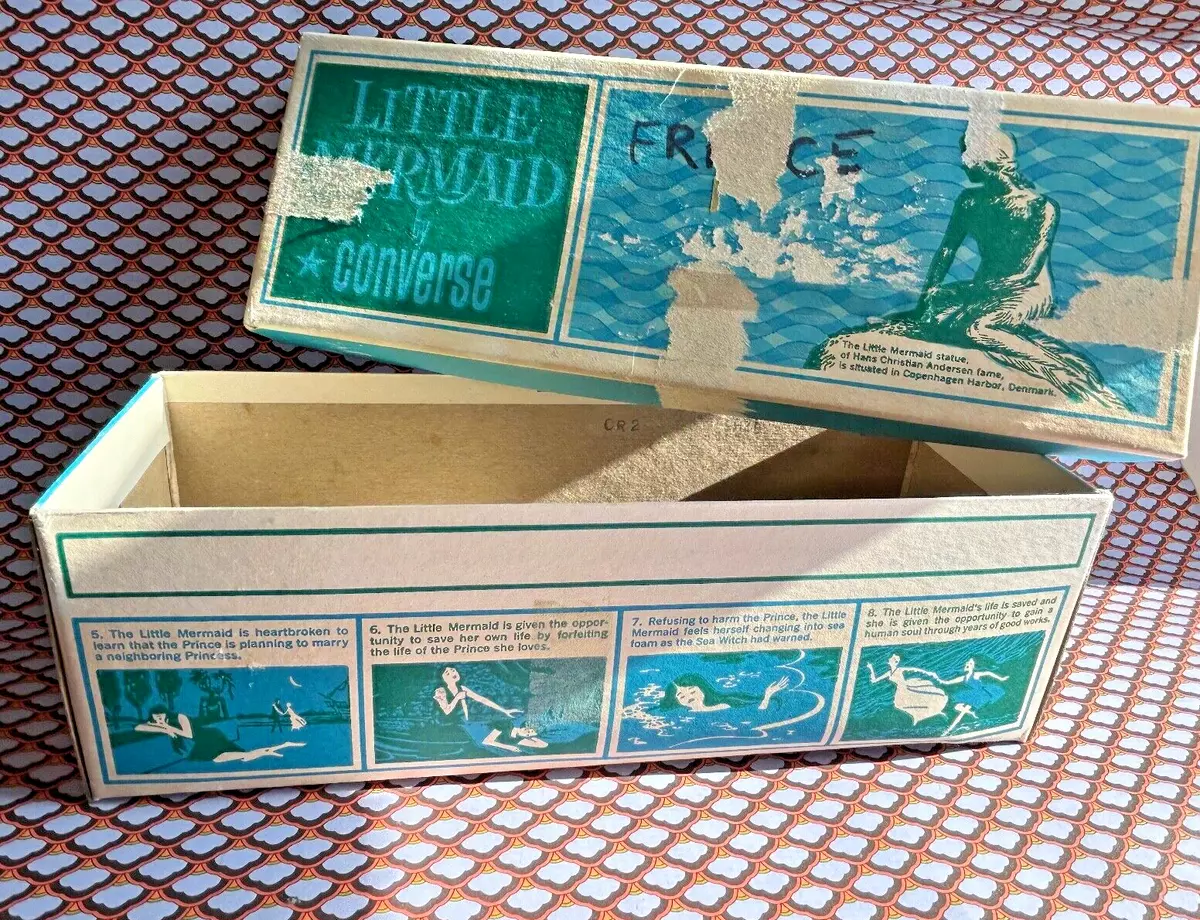 LITTLE
MERMAID
by
converse
FR CE
The Little Mermaid statue,
of Hans Christian Andersen fame,
is situated in Copenhagen Harbor, Denmark.
CR2
5. The Little Mermaid is heartbroken to
learn that the Prince is planning to marry
a neighboring Princess.
6. The Little Mermaid is given the oppor-
tunity to save her own life by forfeiting
the life of the Prince she loves.
7. Refusing to harm the Prince, the Little
Mermaid feels herself changing into sea
foam as the Sea Witch had warned.
8. The Little Mermaid's life is saved and
she is given the opportunity to gain a
human soul through years of good works.